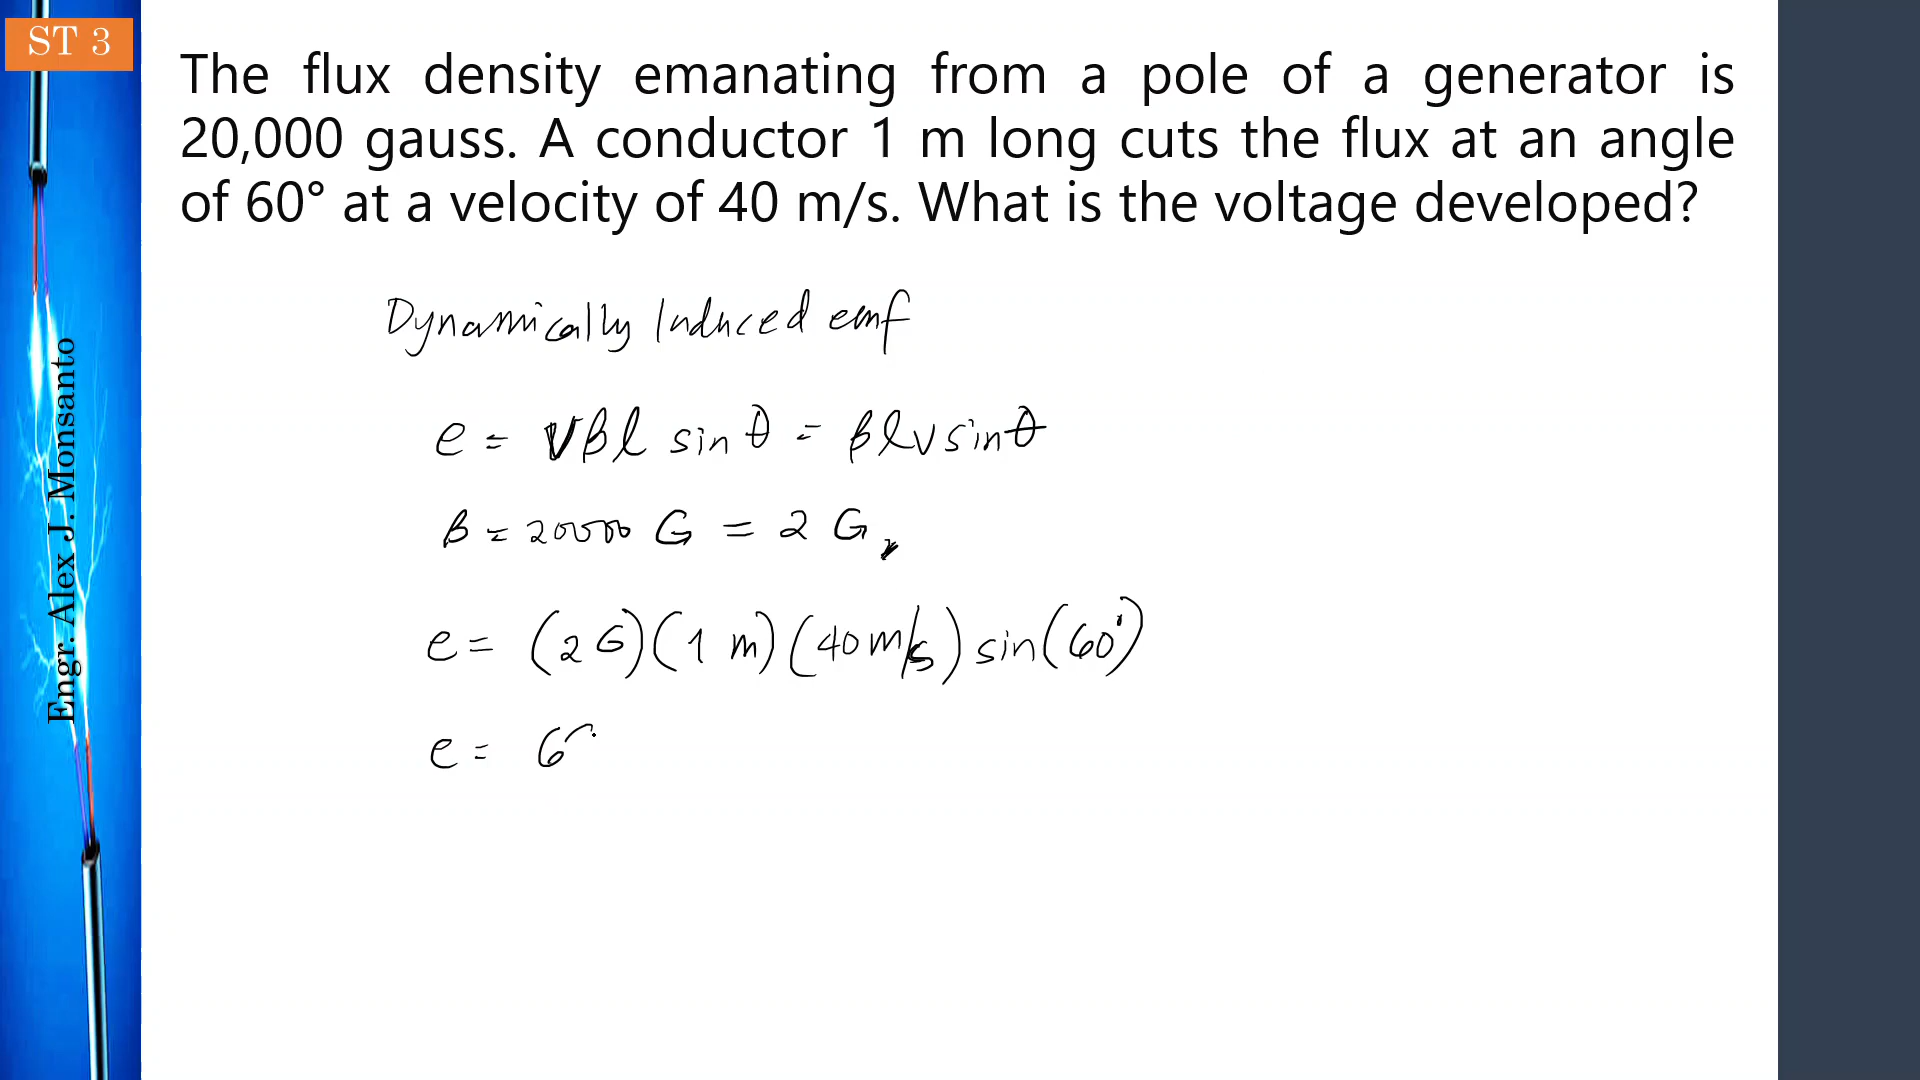 ST 3
The flux density emanating from a pole of a generator is
20,000 gauss. A conductor 1 m long cuts the flux at an angle
of 60° at a velocity of 40 m/s. What is the voltage developed?
Engr. Alex J. Monsanto
Dynamically Induced emf
e = vβl sin θ = βlv sin θ
β = 20000 G = 2 G
e = (2 G)(1 m)(40 m/s) sin(60°)
e = 6